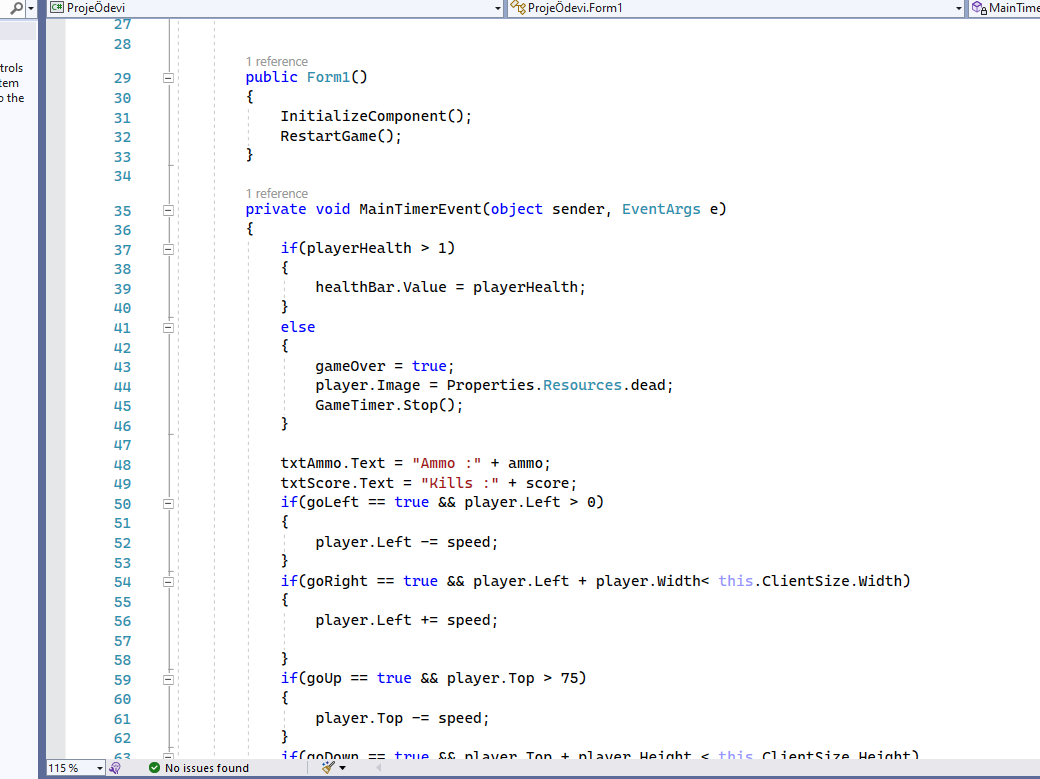 ProjeÖdevi
ProjeÖdevi.Form1
MainTime
trols
tem
o the
27
28
1 reference
29 public Form1()
30 {
31 InitializeComponent();
32 RestartGame();
33 }
34
1 reference
35 private void MainTimerEvent(object sender, EventArgs e)
36 {
37 if(playerHealth > 1)
38 {
39 healthBar.Value = playerHealth;
40 }
41 else
42 {
43 gameOver = true;
44 player.Image = Properties.Resources.dead;
45 GameTimer.Stop();
46 }
47
48 txtAmmo.Text = "Ammo :" + ammo;
49 txtScore.Text = "Kills :" + score;
50 if(goLeft == true && player.Left > 0)
51 {
52 player.Left -= speed;
53 }
54 if(goRight == true && player.Left + player.Width< this.ClientSize.Width)
55 {
56 player.Left += speed;
57
58 }
59 if(goUp == true && player.Top > 75)
60 {
61 player.Top -= speed;
62 }
63 if(goDown == true && player.Top + player.Height < this.ClientSize.Height)
115 %
No issues found